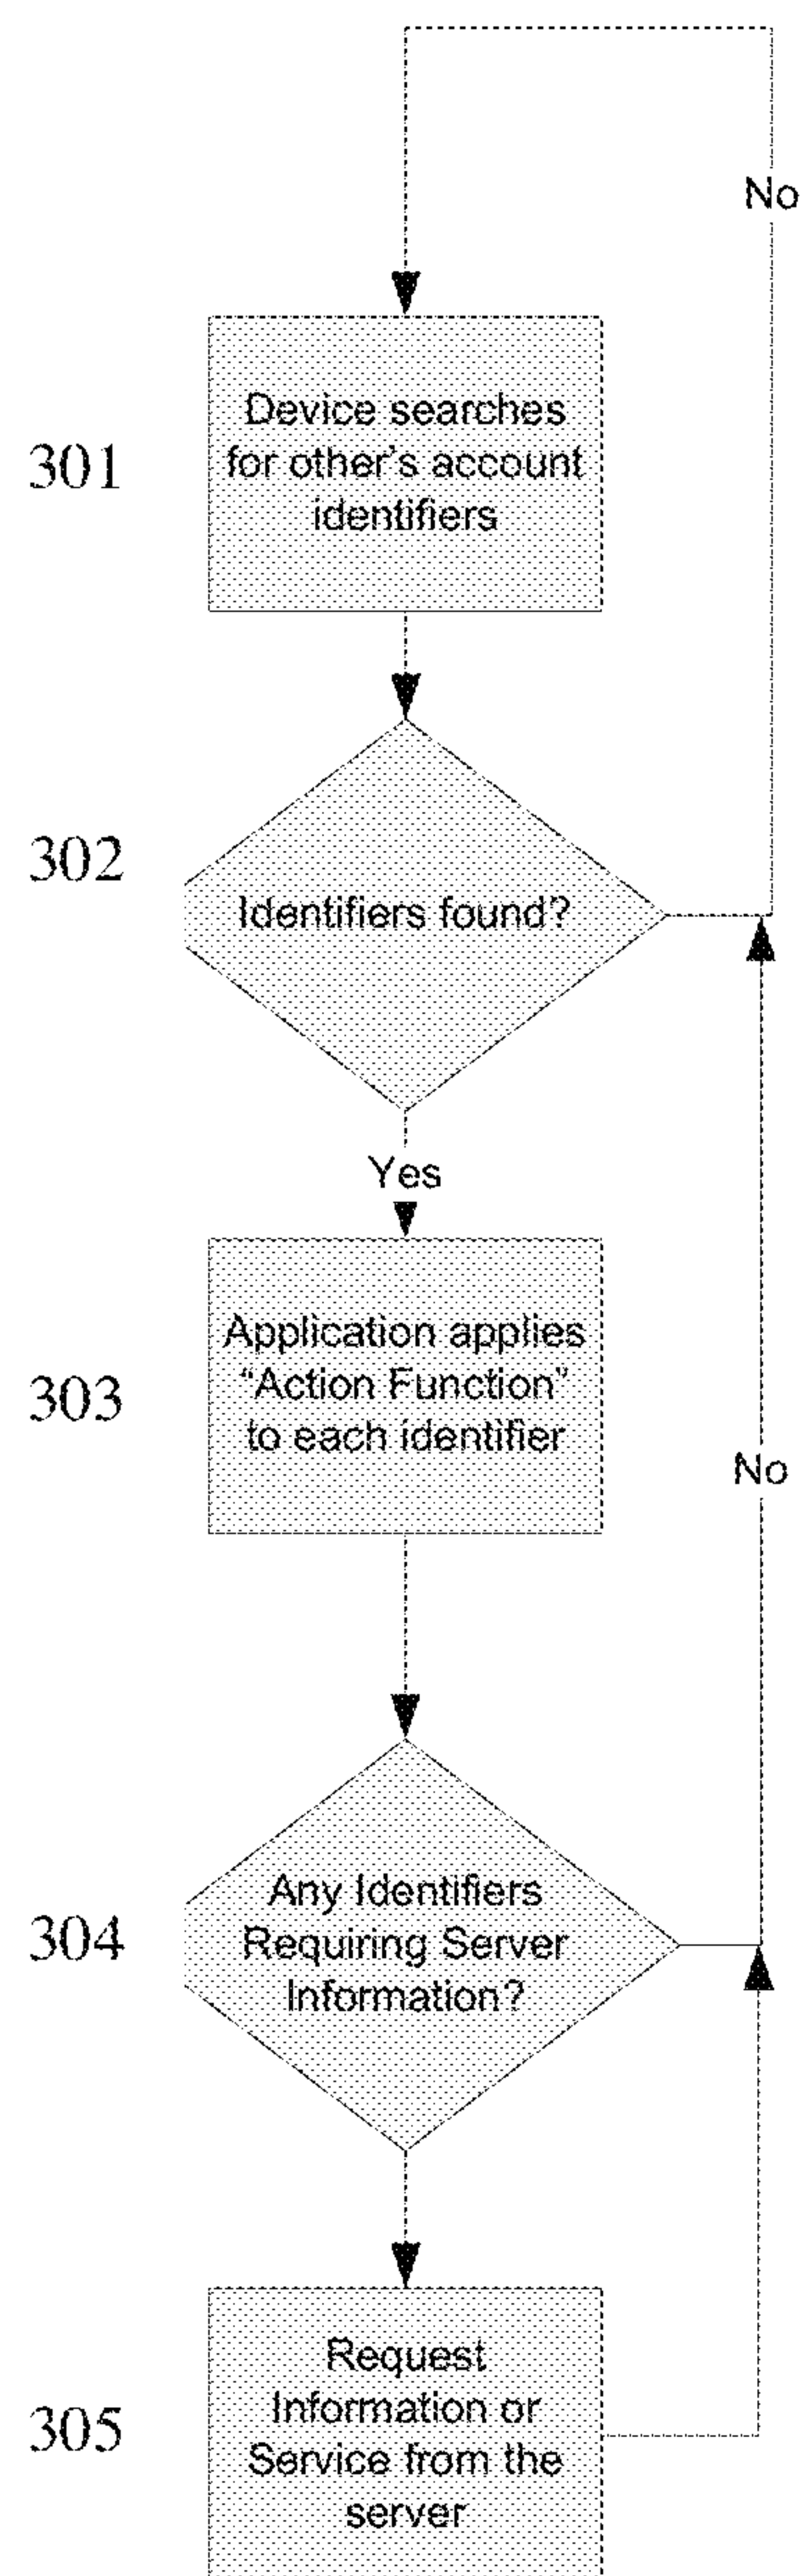 No
301
Device searches
for other's account
identifiers
302
Identifiers found?
Yes
303
Application applies
“Action Function”
to each identifier
No
304
Any Identifiers
Requiring Server
Information?
305
Request
Information or
Service from the
server